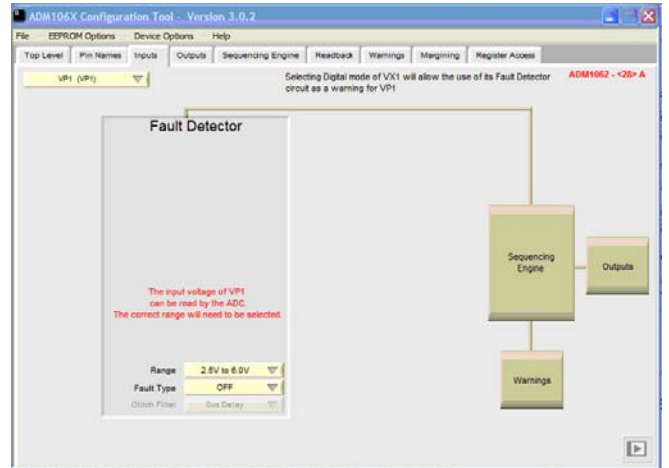 ADM106X Configuration Tool - Version 3.0.2
File EEPROM Options Device Options Help
Top Level Pin Names Inputs Outputs Sequencing Engine Readback Warnings Margining Register Access
VP1 (VP1)
Selecting Digital mode of VX1 will allow the use of its Fault Detector
circuit as a warning for VP1
ADM1062 - <28> A
Fault Detector
The input voltage of VP1
can be read by the ADC.
The correct range will need to be selected.
Range 2.5V to 6.0V
Fault Type OFF
Glitch Filter 0us Delay
Sequencing
Engine
Outputs
Warnings